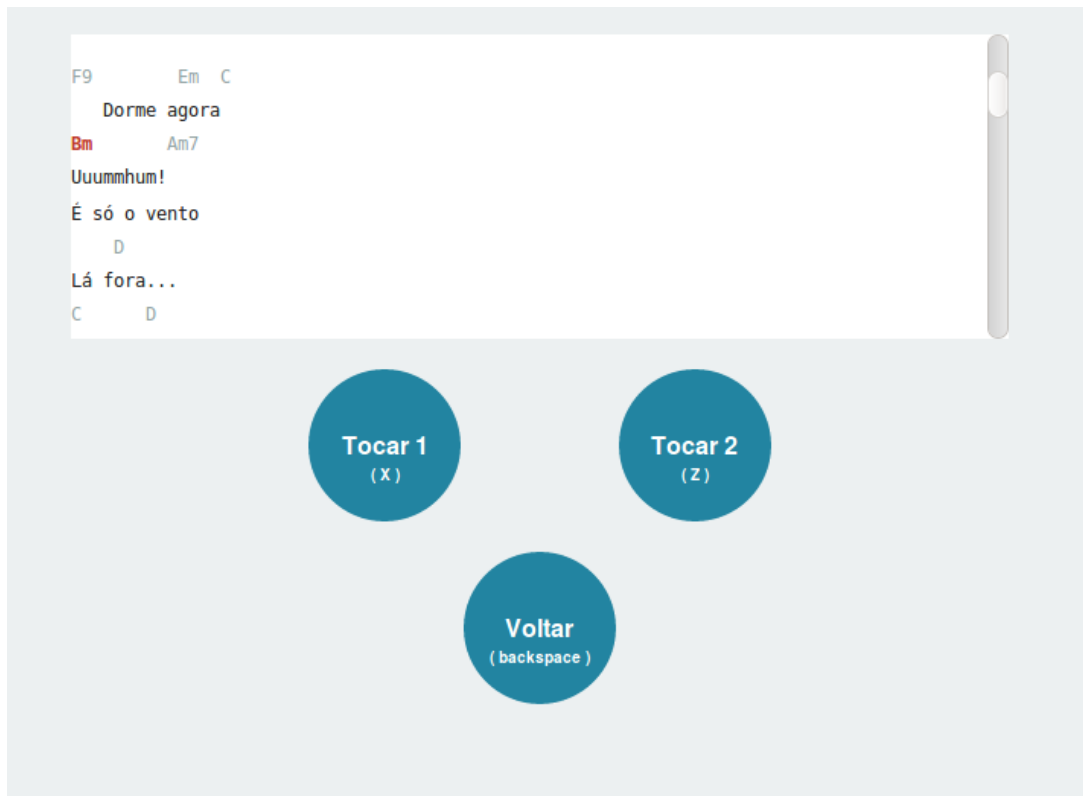 F9        Em  C
   Dorme agora
Bm       Am7
Uuummhum!
É só o vento
    D
Lá fora...
C      D
Tocar 1
( X )
Tocar 2
( Z )
Voltar
( backspace )